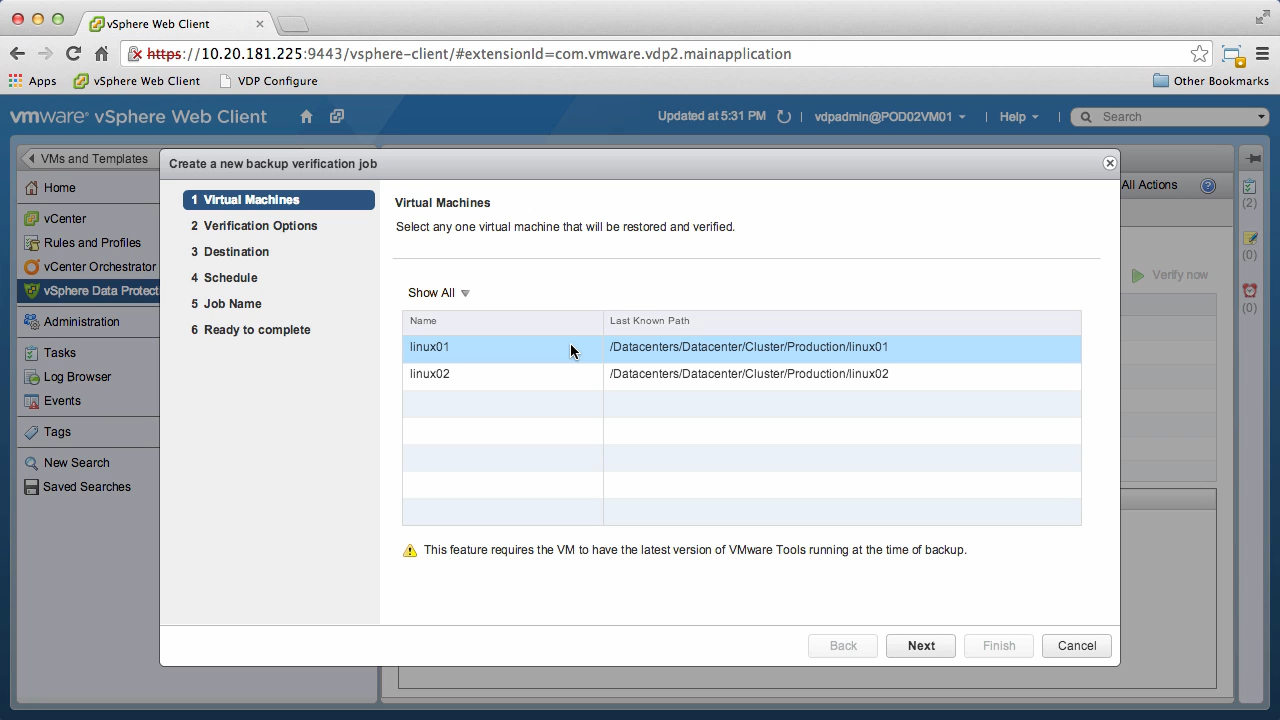 vSphere Web Client
https://10.20.181.225:9443/vsphere-client/#extensionId=com.vmware.vdp2.mainapplication
Apps vSphere Web Client VDP Configure Other Bookmarks
vmware® vSphere Web Client Updated at 5:31 PM vdpadmin@POD02VM01 Help Search
VMs and Templates
Home
vCenter
Rules and Profiles
vCenter Orchestrator
vSphere Data Protect
Administration
Tasks
Log Browser
Events
Tags
New Search
Saved Searches
Create a new backup verification job
1 Virtual Machines
2 Verification Options
3 Destination
4 Schedule
5 Job Name
6 Ready to complete
Virtual Machines
Select any one virtual machine that will be restored and verified.
Show All
Name Last Known Path
linux01 /Datacenters/Datacenter/Cluster/Production/linux01
linux02 /Datacenters/Datacenter/Cluster/Production/linux02
This feature requires the VM to have the latest version of VMware Tools running at the time of backup.
Back Next Finish Cancel
All Actions
Verify now
(2)
(0)
(0)